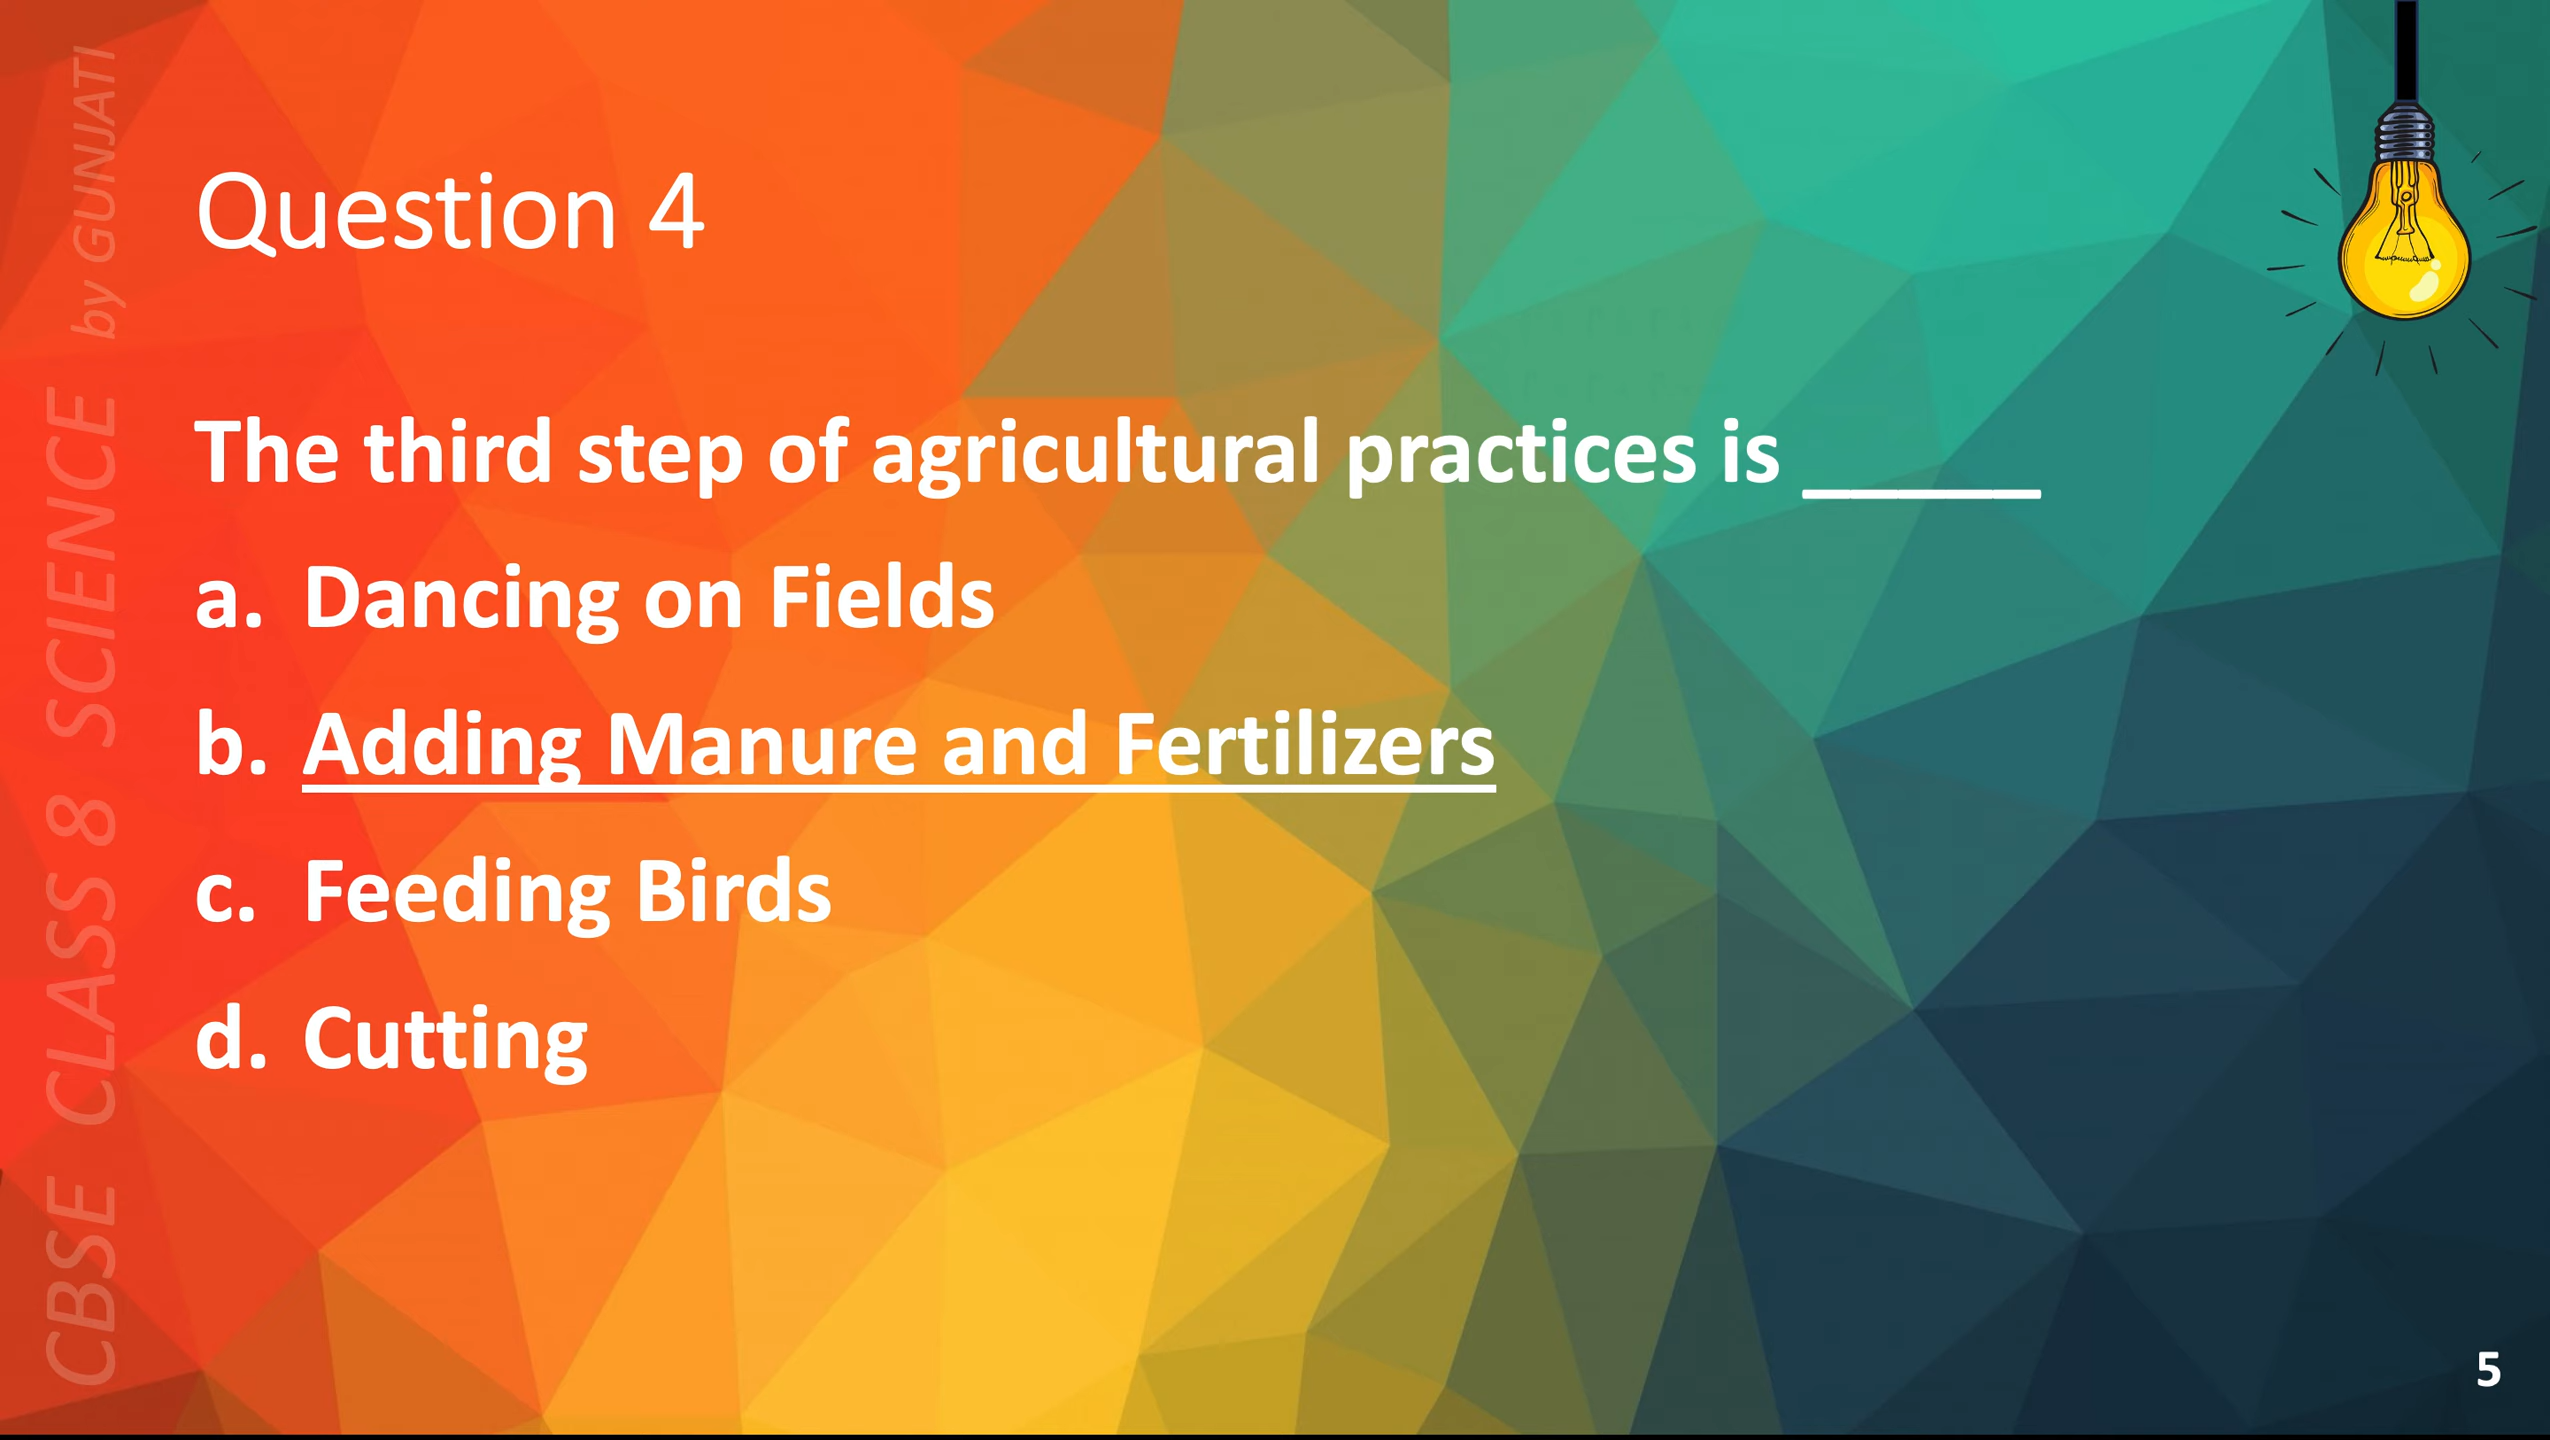 Question 4
The third step of agricultural practices is _____
a. Dancing on Fields
b. Adding Manure and Fertilizers
c. Feeding Birds
d. Cutting
CBSE CLASS 8 SCIENCE by GUNJATI
5